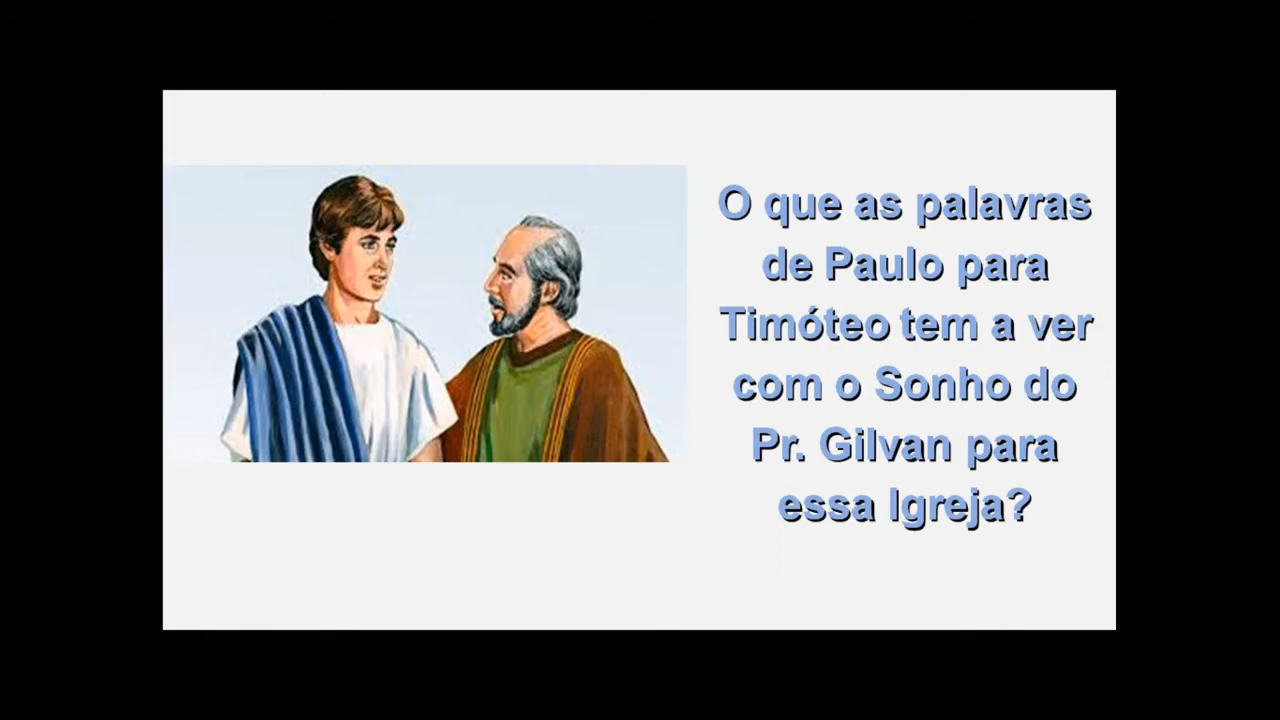 O que as palavras
de Paulo para
Timóteo tem a ver
com o Sonho do
Pr. Gilvan para
essa Igreja?